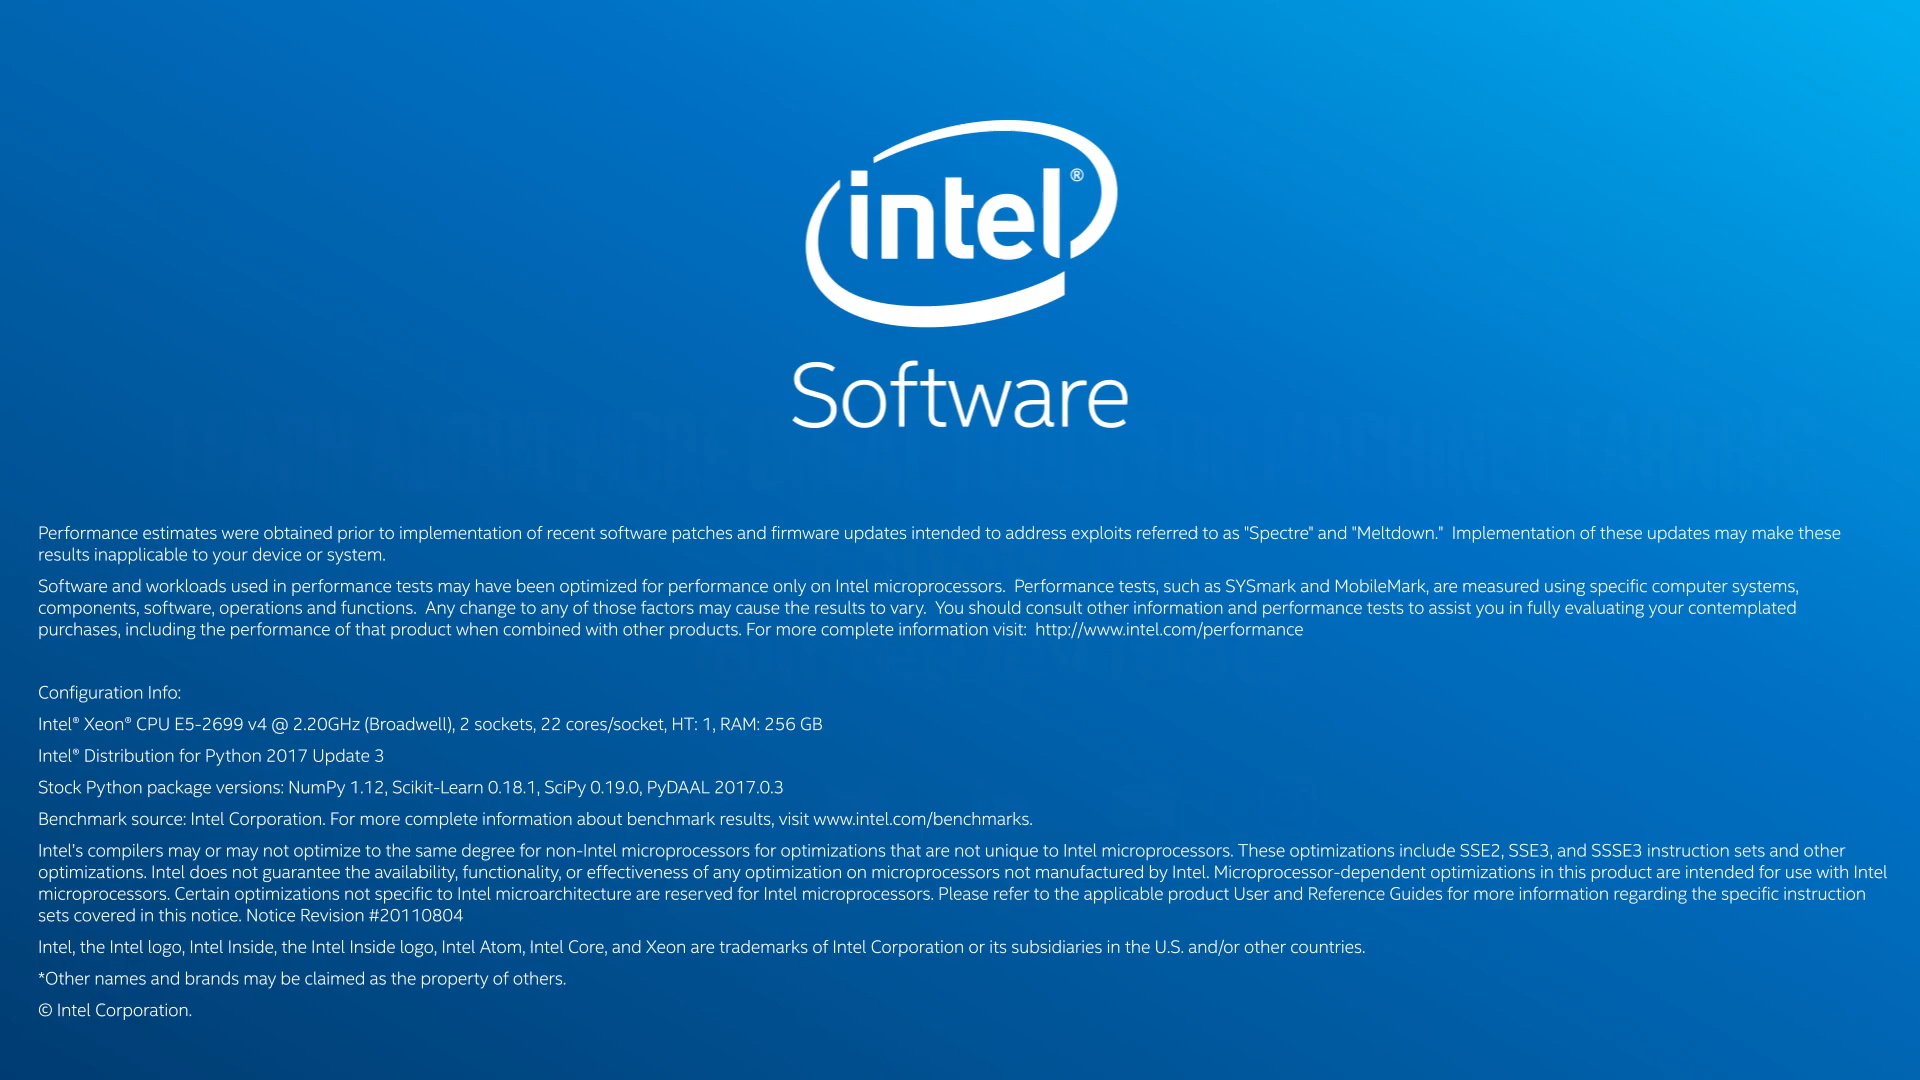 intel®
Software
Performance estimates were obtained prior to implementation of recent software patches and firmware updates intended to address exploits referred to as "Spectre" and "Meltdown."  Implementation of these updates may make these
results inapplicable to your device or system.
Software and workloads used in performance tests may have been optimized for performance only on Intel microprocessors.  Performance tests, such as SYSmark and MobileMark, are measured using specific computer systems,
components, software, operations and functions.  Any change to any of those factors may cause the results to vary.  You should consult other information and performance tests to assist you in fully evaluating your contemplated
purchases, including the performance of that product when combined with other products. For more complete information visit:  http://www.intel.com/performance
Configuration Info:
Intel® Xeon® CPU E5-2699 v4 @ 2.20GHz (Broadwell), 2 sockets, 22 cores/socket, HT: 1, RAM: 256 GB
Intel® Distribution for Python 2017 Update 3
Stock Python package versions: NumPy 1.12, Scikit-Learn 0.18.1, SciPy 0.19.0, PyDAAL 2017.0.3
Benchmark source: Intel Corporation. For more complete information about benchmark results, visit www.intel.com/benchmarks.
Intel's compilers may or may not optimize to the same degree for non-Intel microprocessors for optimizations that are not unique to Intel microprocessors. These optimizations include SSE2, SSE3, and SSSE3 instruction sets and other
optimizations. Intel does not guarantee the availability, functionality, or effectiveness of any optimization on microprocessors not manufactured by Intel. Microprocessor-dependent optimizations in this product are intended for use with Intel
microprocessors. Certain optimizations not specific to Intel microarchitecture are reserved for Intel microprocessors. Please refer to the applicable product User and Reference Guides for more information regarding the specific instruction
sets covered in this notice. Notice Revision #20110804
Intel, the Intel logo, Intel Inside, the Intel Inside logo, Intel Atom, Intel Core, and Xeon are trademarks of Intel Corporation or its subsidiaries in the U.S. and/or other countries.
*Other names and brands may be claimed as the property of others.
© Intel Corporation.